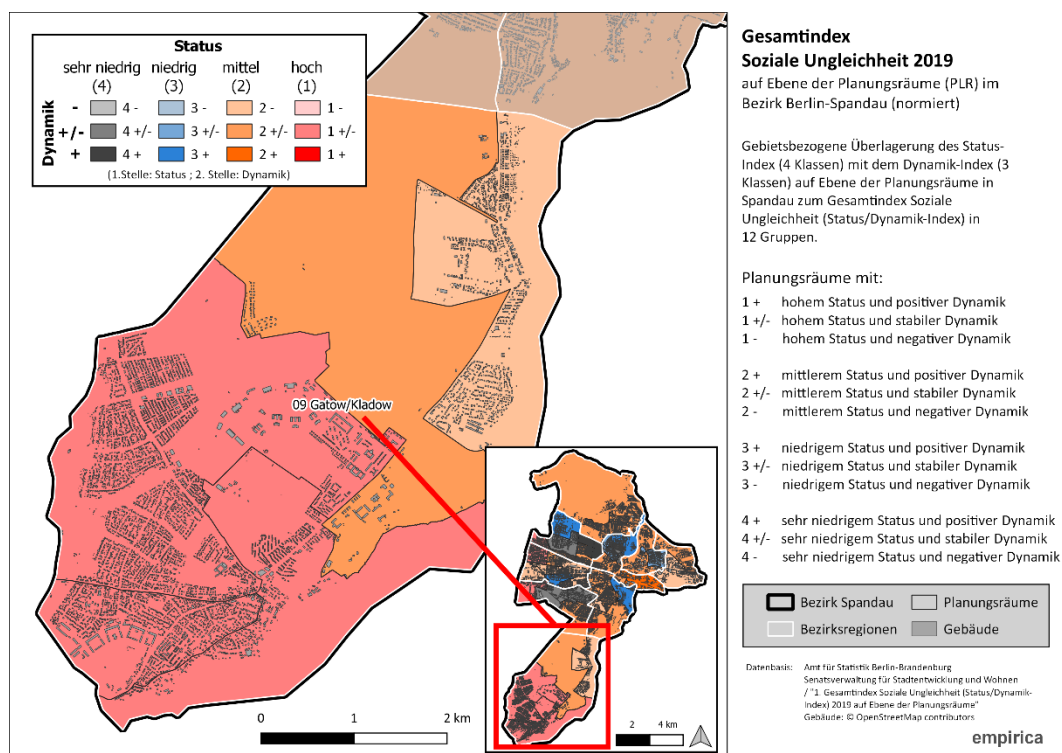 Status
sehr niedrig niedrig mittel hoch
(4) (3) (2) (1)
Dynamik
- 4 - 3 - 2 - 1 -
+/- 4 +/- 3 +/- 2 +/- 1 +/-
+ 4 + 3 + 2 + 1 +
(1.Stelle: Status ; 2. Stelle: Dynamik)
09 Gatow/Kladow
0 1 2 km
2 4 km
Gesamtindex
Soziale Ungleichheit 2019
auf Ebene der Planungsräume (PLR) im
Bezirk Berlin-Spandau (normiert)
Gebietsbezogene Überlagerung des Status-
Index (4 Klassen) mit dem Dynamik-Index (3
Klassen) auf Ebene der Planungsräume in
Spandau zum Gesamtindex Soziale
Ungleichheit (Status/Dynamik-Index) in
12 Gruppen.
Planungsräume mit:
1 + hohem Status und positiver Dynamik
1 +/- hohem Status und stabiler Dynamik
1 - hohem Status und negativer Dynamik
2 + mittlerem Status und positiver Dynamik
2 +/- mittlerem Status und stabiler Dynamik
2 - mittlerem Status und negativer Dynamik
3 + niedrigem Status und positiver Dynamik
3 +/- niedrigem Status und stabiler Dynamik
3 - niedrigem Status und negativer Dynamik
4 + sehr niedrigem Status und positiver Dynamik
4 +/- sehr niedrigem Status und stabiler Dynamik
4 - sehr niedrigem Status und negativer Dynamik
Bezirk Spandau Planungsräume
Bezirksregionen Gebäude
Datenbasis: Amt für Statistik Berlin-Brandenburg
Senatsverwaltung für Stadtentwicklung und Wohnen
/ "1. Gesamtindex Soziale Ungleichheit (Status/Dynamik-
Index) 2019 auf Ebene der Planungsräume"
Gebäude: © OpenStreetMap contributors
empirica